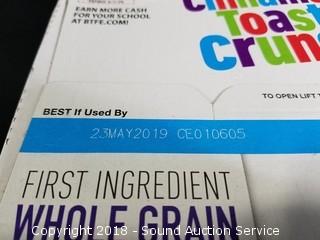 EARN MORE CASH
FOR YOUR SCHOOL
AT BTFE.COM!
Toast
Crun
TO OPEN LIFT
BEST If Used By
23MAY2019 CE010605
FIRST INGREDIENT
WHOLE GRAIN
Copyright 2018 - Sound Auction Service